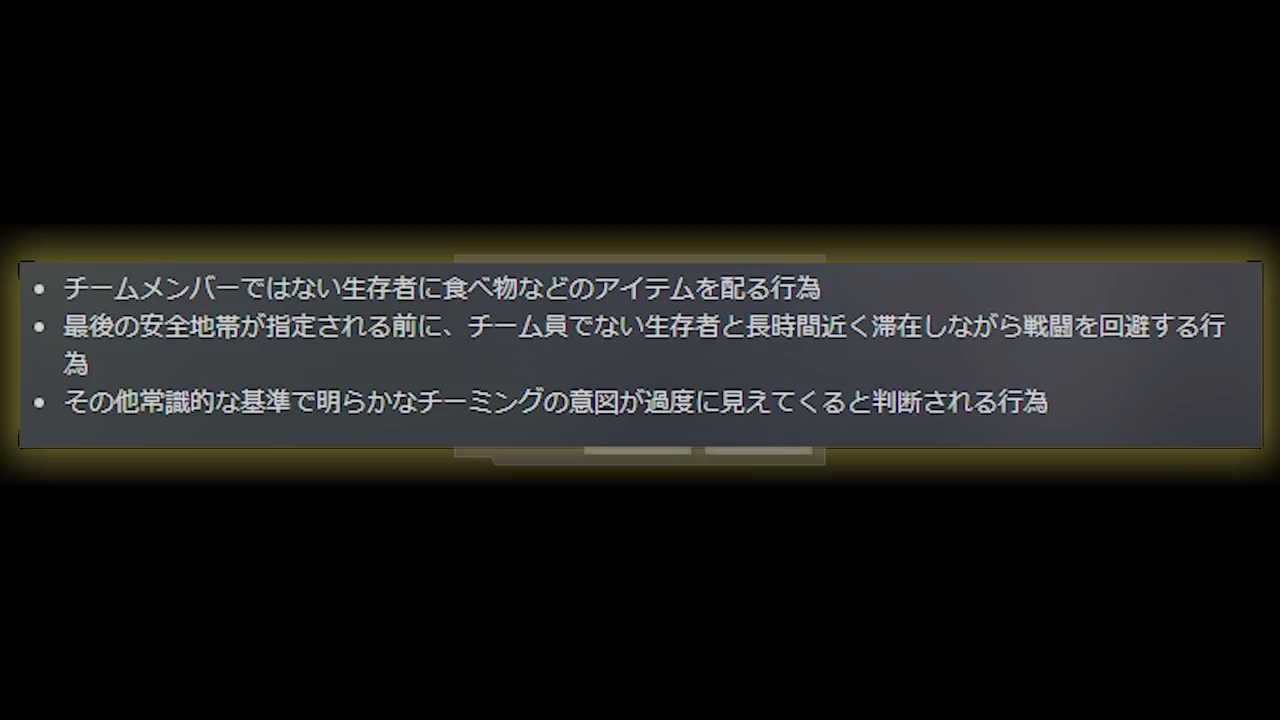 • チームメンバーではない生存者に食べ物などのアイテムを配る行為
• 最後の安全地帯が指定される前に、チーム員でない生存者と長時間近く滞在しながら戦闘を回避する行
為
• その他常識的な基準で明らかなチーミングの意図が過度に見えてくると判断される行為